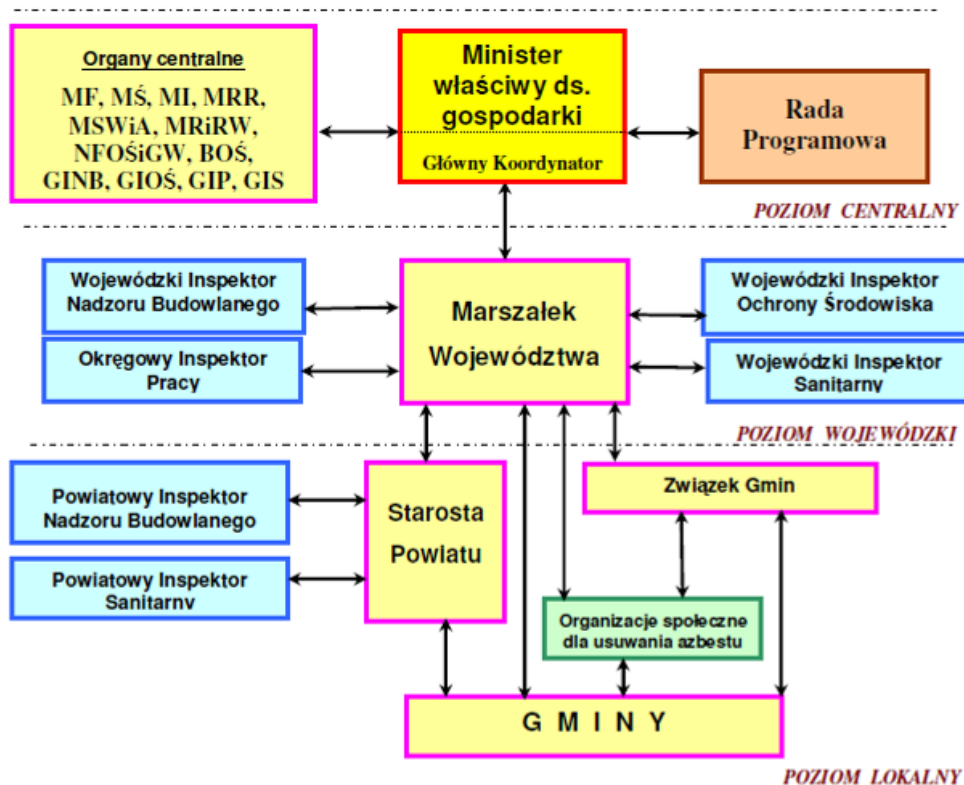 Organy centralne
MF, MŚ, MI, MRR,
MSWiA, MRiRW,
NFOŚiGW, BOŚ,
GINB, GIOŚ, GIP, GIS
Minister
właściwy ds.
gospodarki
Główny Koordynator
Rada
Programowa
POZIOM CENTRALNY
Wojewódzki Inspektor
Nadzoru Budowlanego
Okręgowy Inspektor
Pracy
Marszałek
Województwa
Wojewódzki Inspektor
Ochrony Środowiska
Wojewódzki Inspektor
Sanitarny
POZIOM WOJEWÓDZKI
Powiatowy Inspektor
Nadzoru Budowlanego
Powiatowy Inspektor
Sanitarny
Starosta
Powiatu
Związek Gmin
Organizacje społeczne
dla usuwania azbestu
G M I N Y
POZIOM LOKALNY